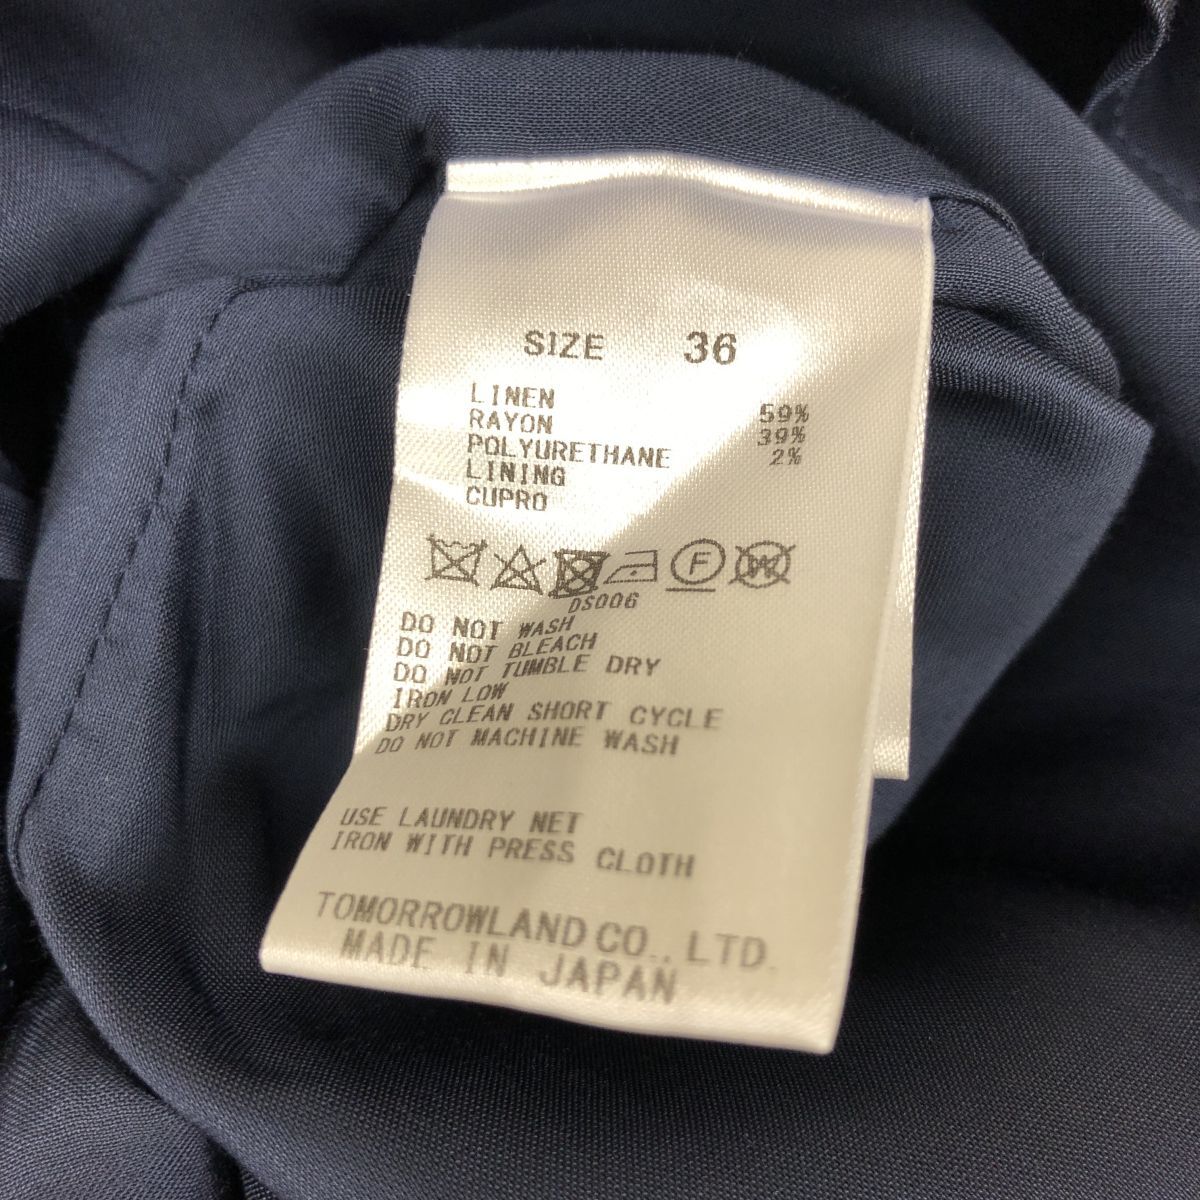 SIZE 36
LINEN 59%
RAYON 39%
POLYURETHANE 2%
LINING
CUPRO
F W
DS006
DO NOT WASH
DO NOT BLEACH
DO NOT TUMBLE DRY
IRON LOW
DRY CLEAN SHORT CYCLE
DO NOT MACHINE WASH
USE LAUNDRY NET
IRON WITH PRESS CLOTH
TOMORROWLAND CO., LTD.
MADE IN JAPAN